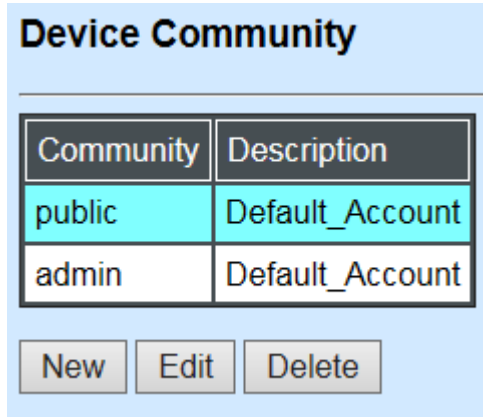 Device Community
Community Description
public Default_Account
admin Default_Account
New Edit Delete